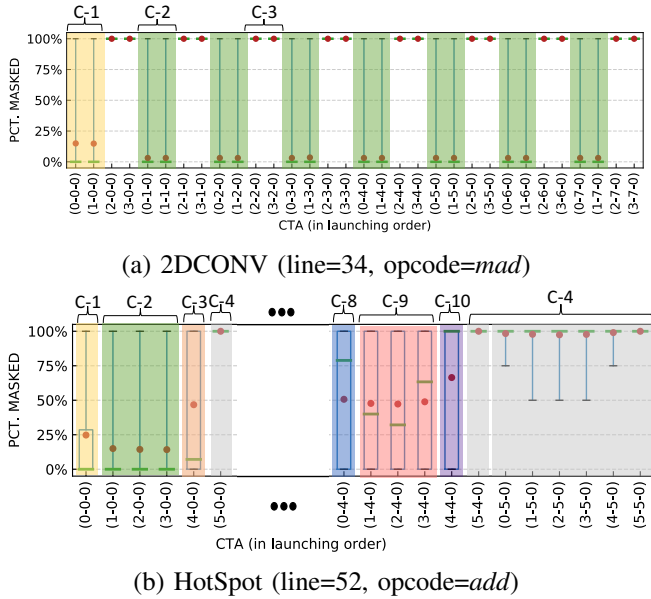 C-1 C-2 C-3
100%
75%
50%
25%
0%
PCT. MASKED
(0-0-0) (1-0-0) (2-0-0) (3-0-0) (0-1-0) (1-1-0) (2-1-0) (3-1-0) (0-2-0) (1-2-0) (2-2-0) (3-2-0) (0-3-0) (1-3-0) (2-3-0) (3-3-0) (0-4-0) (1-4-0) (2-4-0) (3-4-0) (0-5-0) (1-5-0) (2-5-0) (3-5-0) (0-6-0) (1-6-0) (2-6-0) (3-6-0) (0-7-0) (1-7-0) (2-7-0) (3-7-0)
CTA (in launching order)
(a) 2DCONV (line=34, opcode=mad)
C-1 C-2 C-3 C-4 ••• C-8 C-9 C-10 C-4
100%
75%
50%
25%
0%
PCT. MASKED
(0-0-0) (1-0-0) (2-0-0) (3-0-0) (4-0-0) (5-0-0) ••• (0-4-0) (1-4-0) (2-4-0) (3-4-0) (4-4-0) (5-4-0) (0-5-0) (1-5-0) (2-5-0) (3-5-0) (4-5-0) (5-5-0)
CTA (in launching order)
(b) HotSpot (line=52, opcode=add)